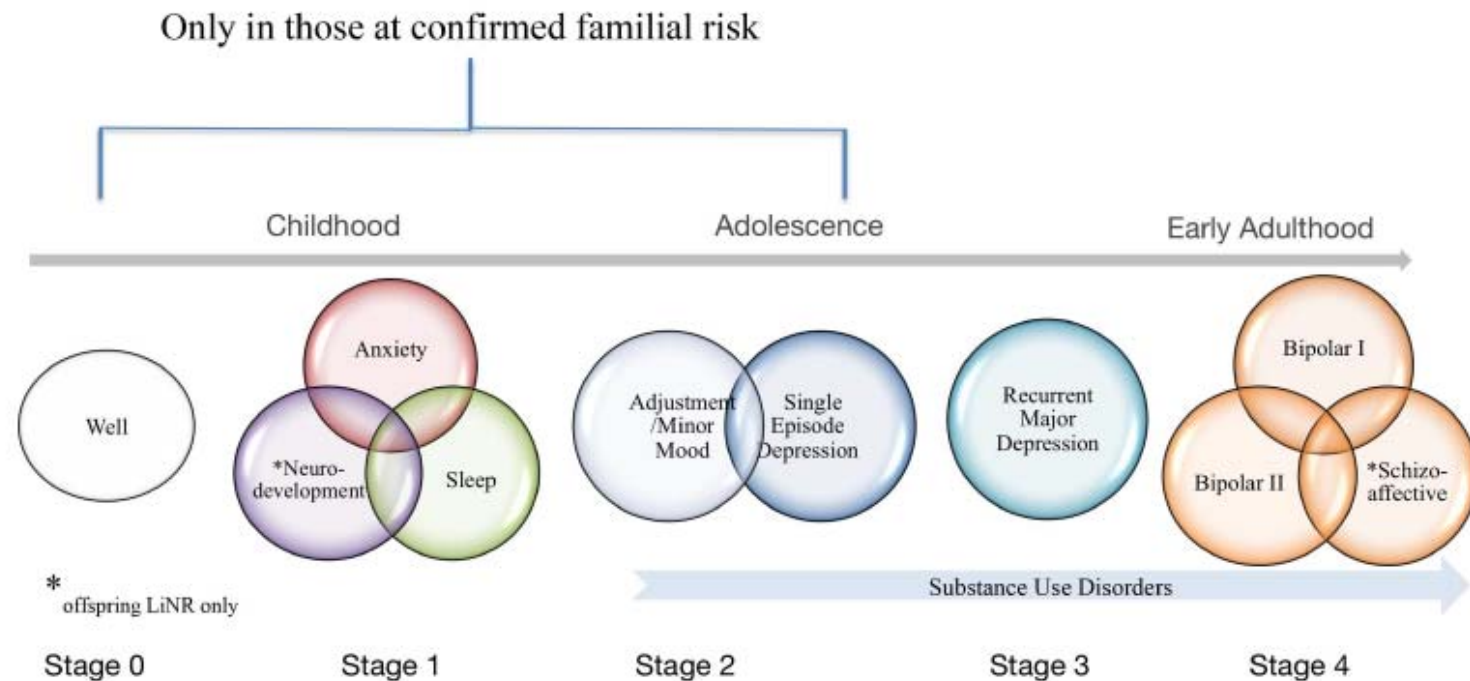 Only in those at confirmed familial risk
Childhood
Adolescence
Early Adulthood
Well
Anxiety
*Neuro-
development
Sleep
Adjustment
/Minor
Mood
Single
Episode
Depression
Recurrent
Major
Depression
Bipolar I
Bipolar II
*Schizo-
affective
* offspring LiNR only
Substance Use Disorders
Stage 0
Stage 1
Stage 2
Stage 3
Stage 4